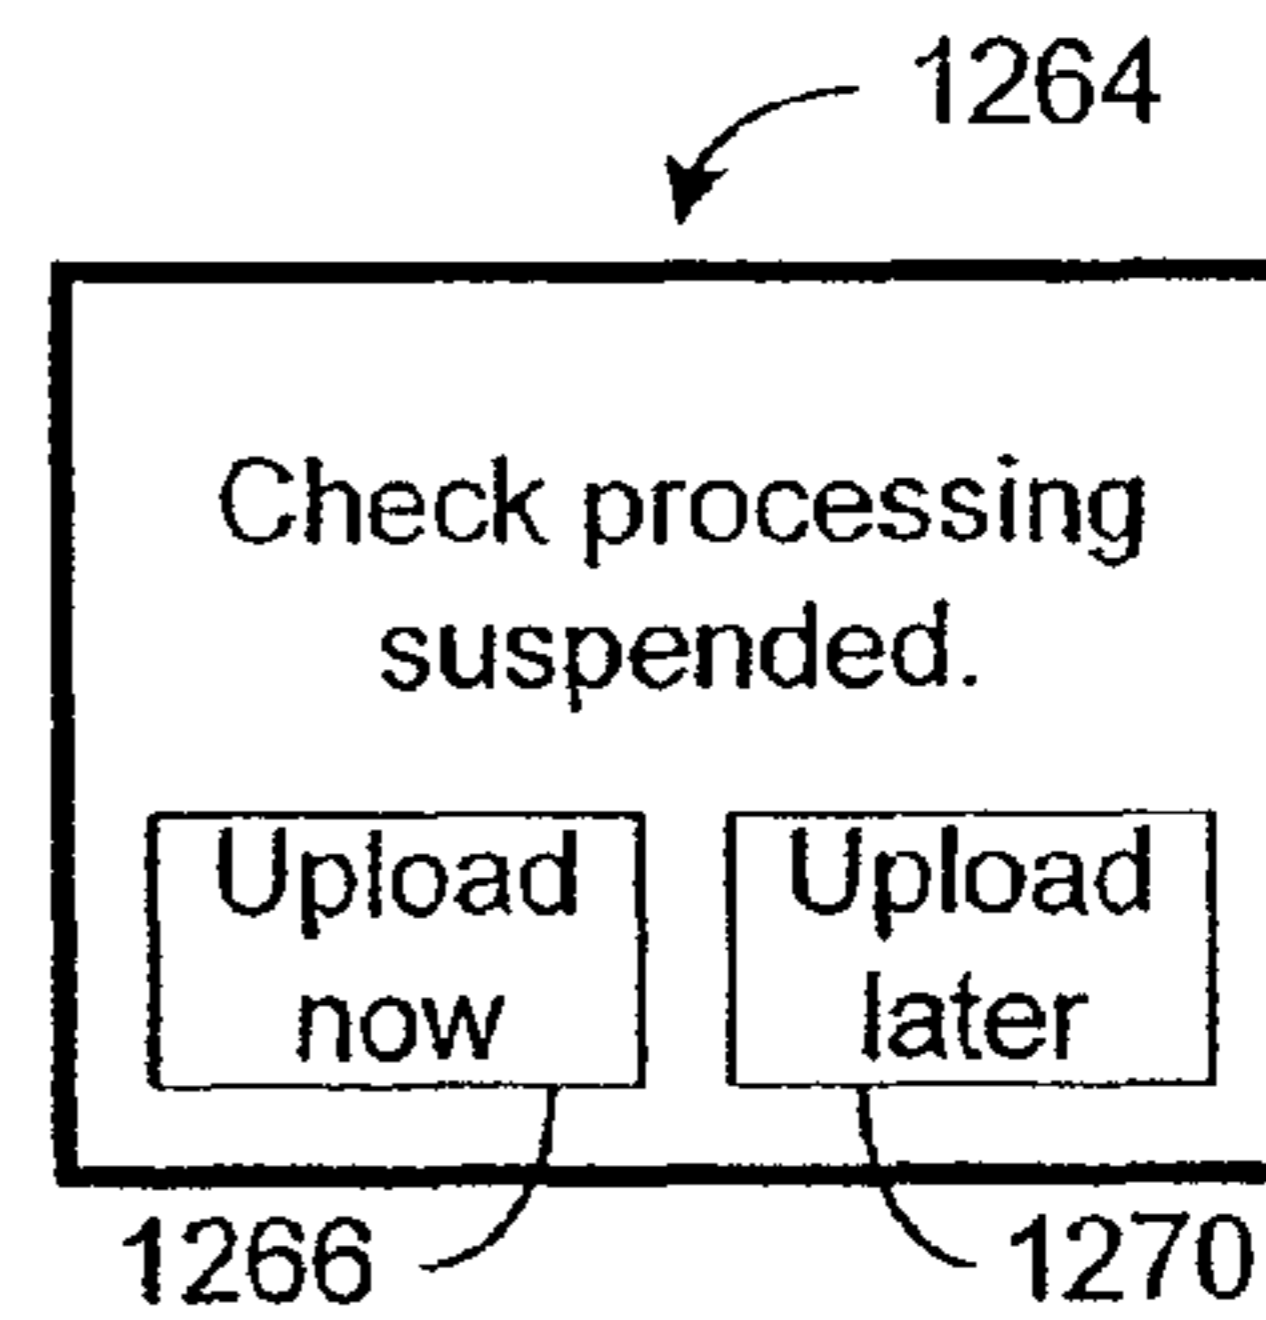 1264
Check processing
suspended.
Upload
now
Upload
later
1266
1270